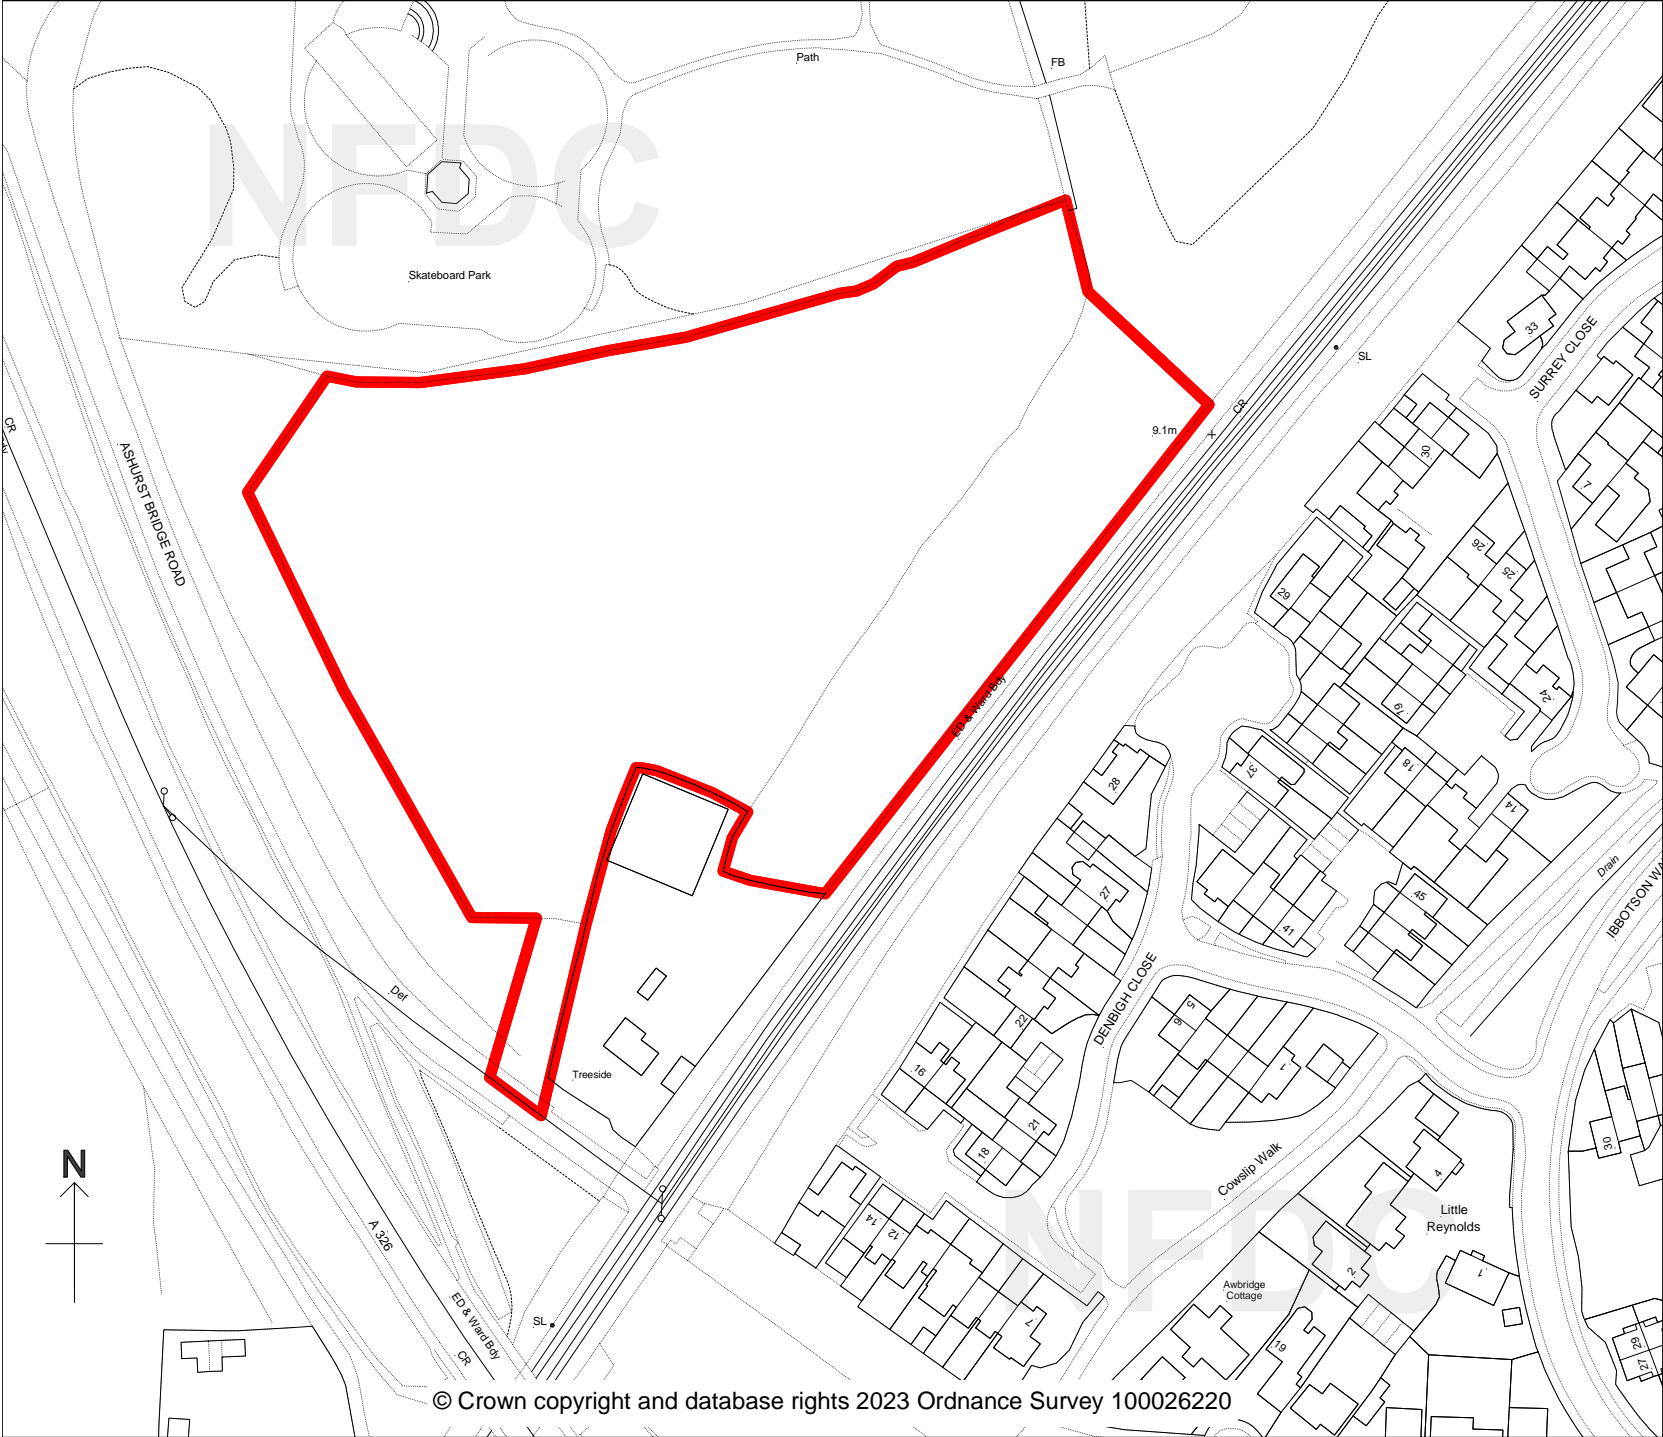 Path
FB
NFDC
Skateboard Park
33
SURREY CLOSE
SL
CR
9.1m
CR
30
7
ASHURST BRIDGE ROAD
26
25
29
24
79
ED & Ward Bdy
18
37
28
14
Drain
27
45
IBBOTSON WA
41
DENBIGH CLOSE
Def
5
6
22
1
16
Treeside
21
30
18
4
N
Cowslip Walk
NFDC
Little
Reynolds
14
12
A 326
2
1
Awbridge
Cottage
ED & Ward Bdy
SL
7
19
29
27
CR
© Crown copyright and database rights 2023 Ordnance Survey 100026220